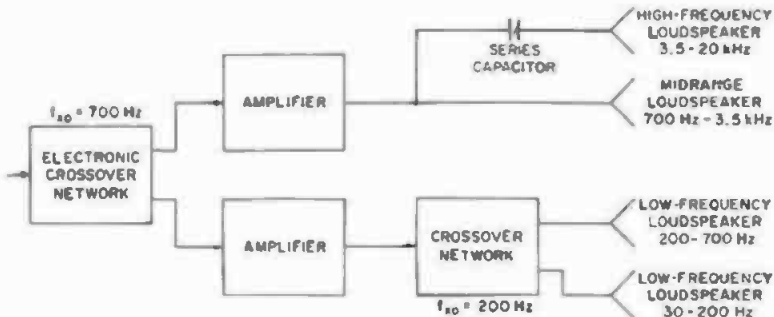 HIGH-FREQUENCY
LOUDSPEAKER
3.5-20 kHz
SERIES
CAPACITOR
AMPLIFIER
MIDRANGE
LOUDSPEAKER
700 Hz-3.5 kHz
fxo = 700 Hz
ELECTRONIC
CROSSOVER
NETWORK
AMPLIFIER
CROSSOVER
NETWORK
fxo = 200 Hz
LOW-FREQUENCY
LOUDSPEAKER
200-700 Hz
LOW-FREQUENCY
LOUDSPEAKER
30-200 Hz